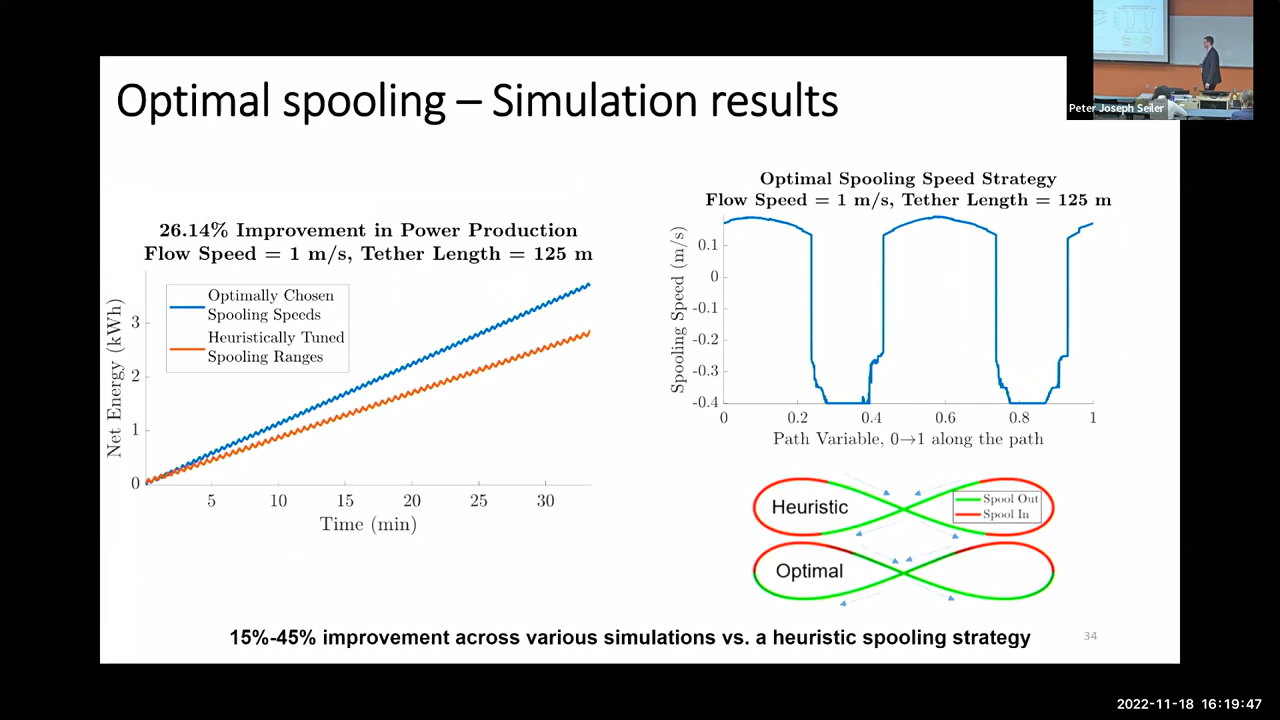 Optimal spooling – Simulation results
Peter Joseph Seiler
26.14% Improvement in Power Production
Flow Speed = 1 m/s, Tether Length = 125 m
Net Energy (kWh)
3
2
1
0
Optimally Chosen
Spooling Speeds
Heuristically Tuned
Spooling Ranges
5 10 15 20 25 30
Time (min)
Optimal Spooling Speed Strategy
Flow Speed = 1 m/s, Tether Length = 125 m
Spooling Speed (m/s)
0.1
0
-0.1
-0.2
-0.3
-0.4
0 0.2 0.4 0.6 0.8 1
Path Variable, 0→1 along the path
Heuristic
Spool Out
Spool In
Optimal
15%-45% improvement across various simulations vs. a heuristic spooling strategy
34
2022-11-18 16:19:47